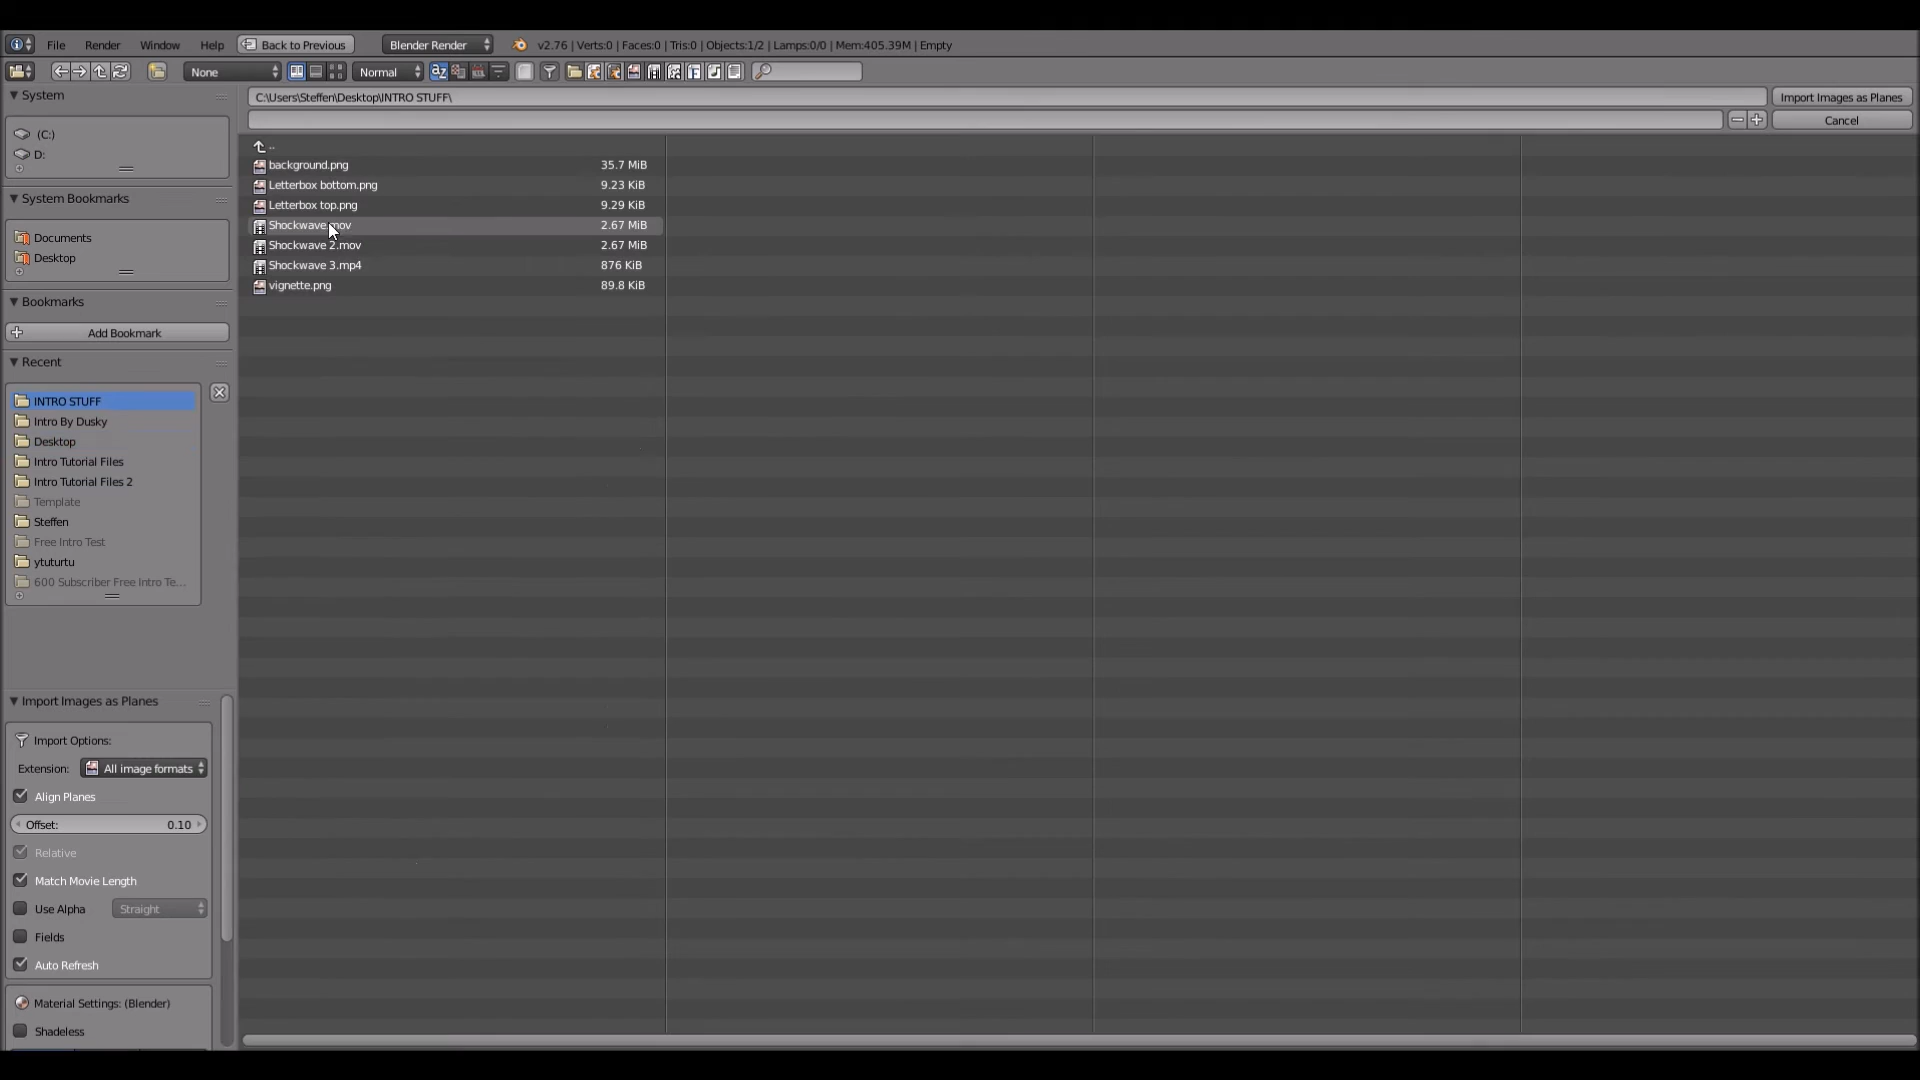 File Render Window Help Back to Previous Blender Render v2.76 | Verts:0 | Faces:0 | Tris:0 | Objects:1/2 | Lamps:0/0 | Mem:405.39M | Empty
None Normal
System
C:\Users\Steffen\Desktop\INTRO STUFF\ Import Images as Planes
Cancel
(C:)
D:
System Bookmarks
Documents
Desktop
Bookmarks
Add Bookmark
Recent
INTRO STUFF
Intro By Dusky
Desktop
Intro Tutorial Files
Intro Tutorial Files 2
Template
Steffen
Free Intro Test
ytuturtu
600 Subscriber Free Intro Te...
..
background.png 35.7 MiB
Letterbox bottom.png 9.23 KiB
Letterbox top.png 9.29 KiB
Shockwave.mov 2.67 MiB
Shockwave 2.mov 2.67 MiB
Shockwave 3.mp4 876 KiB
vignette.png 89.8 KiB
Import Images as Planes
Import Options:
Extension: All image formats
Align Planes
Offset: 0.10
Relative
Match Movie Length
Use Alpha Straight
Fields
Auto Refresh
Material Settings: (Blender)
Shadeless